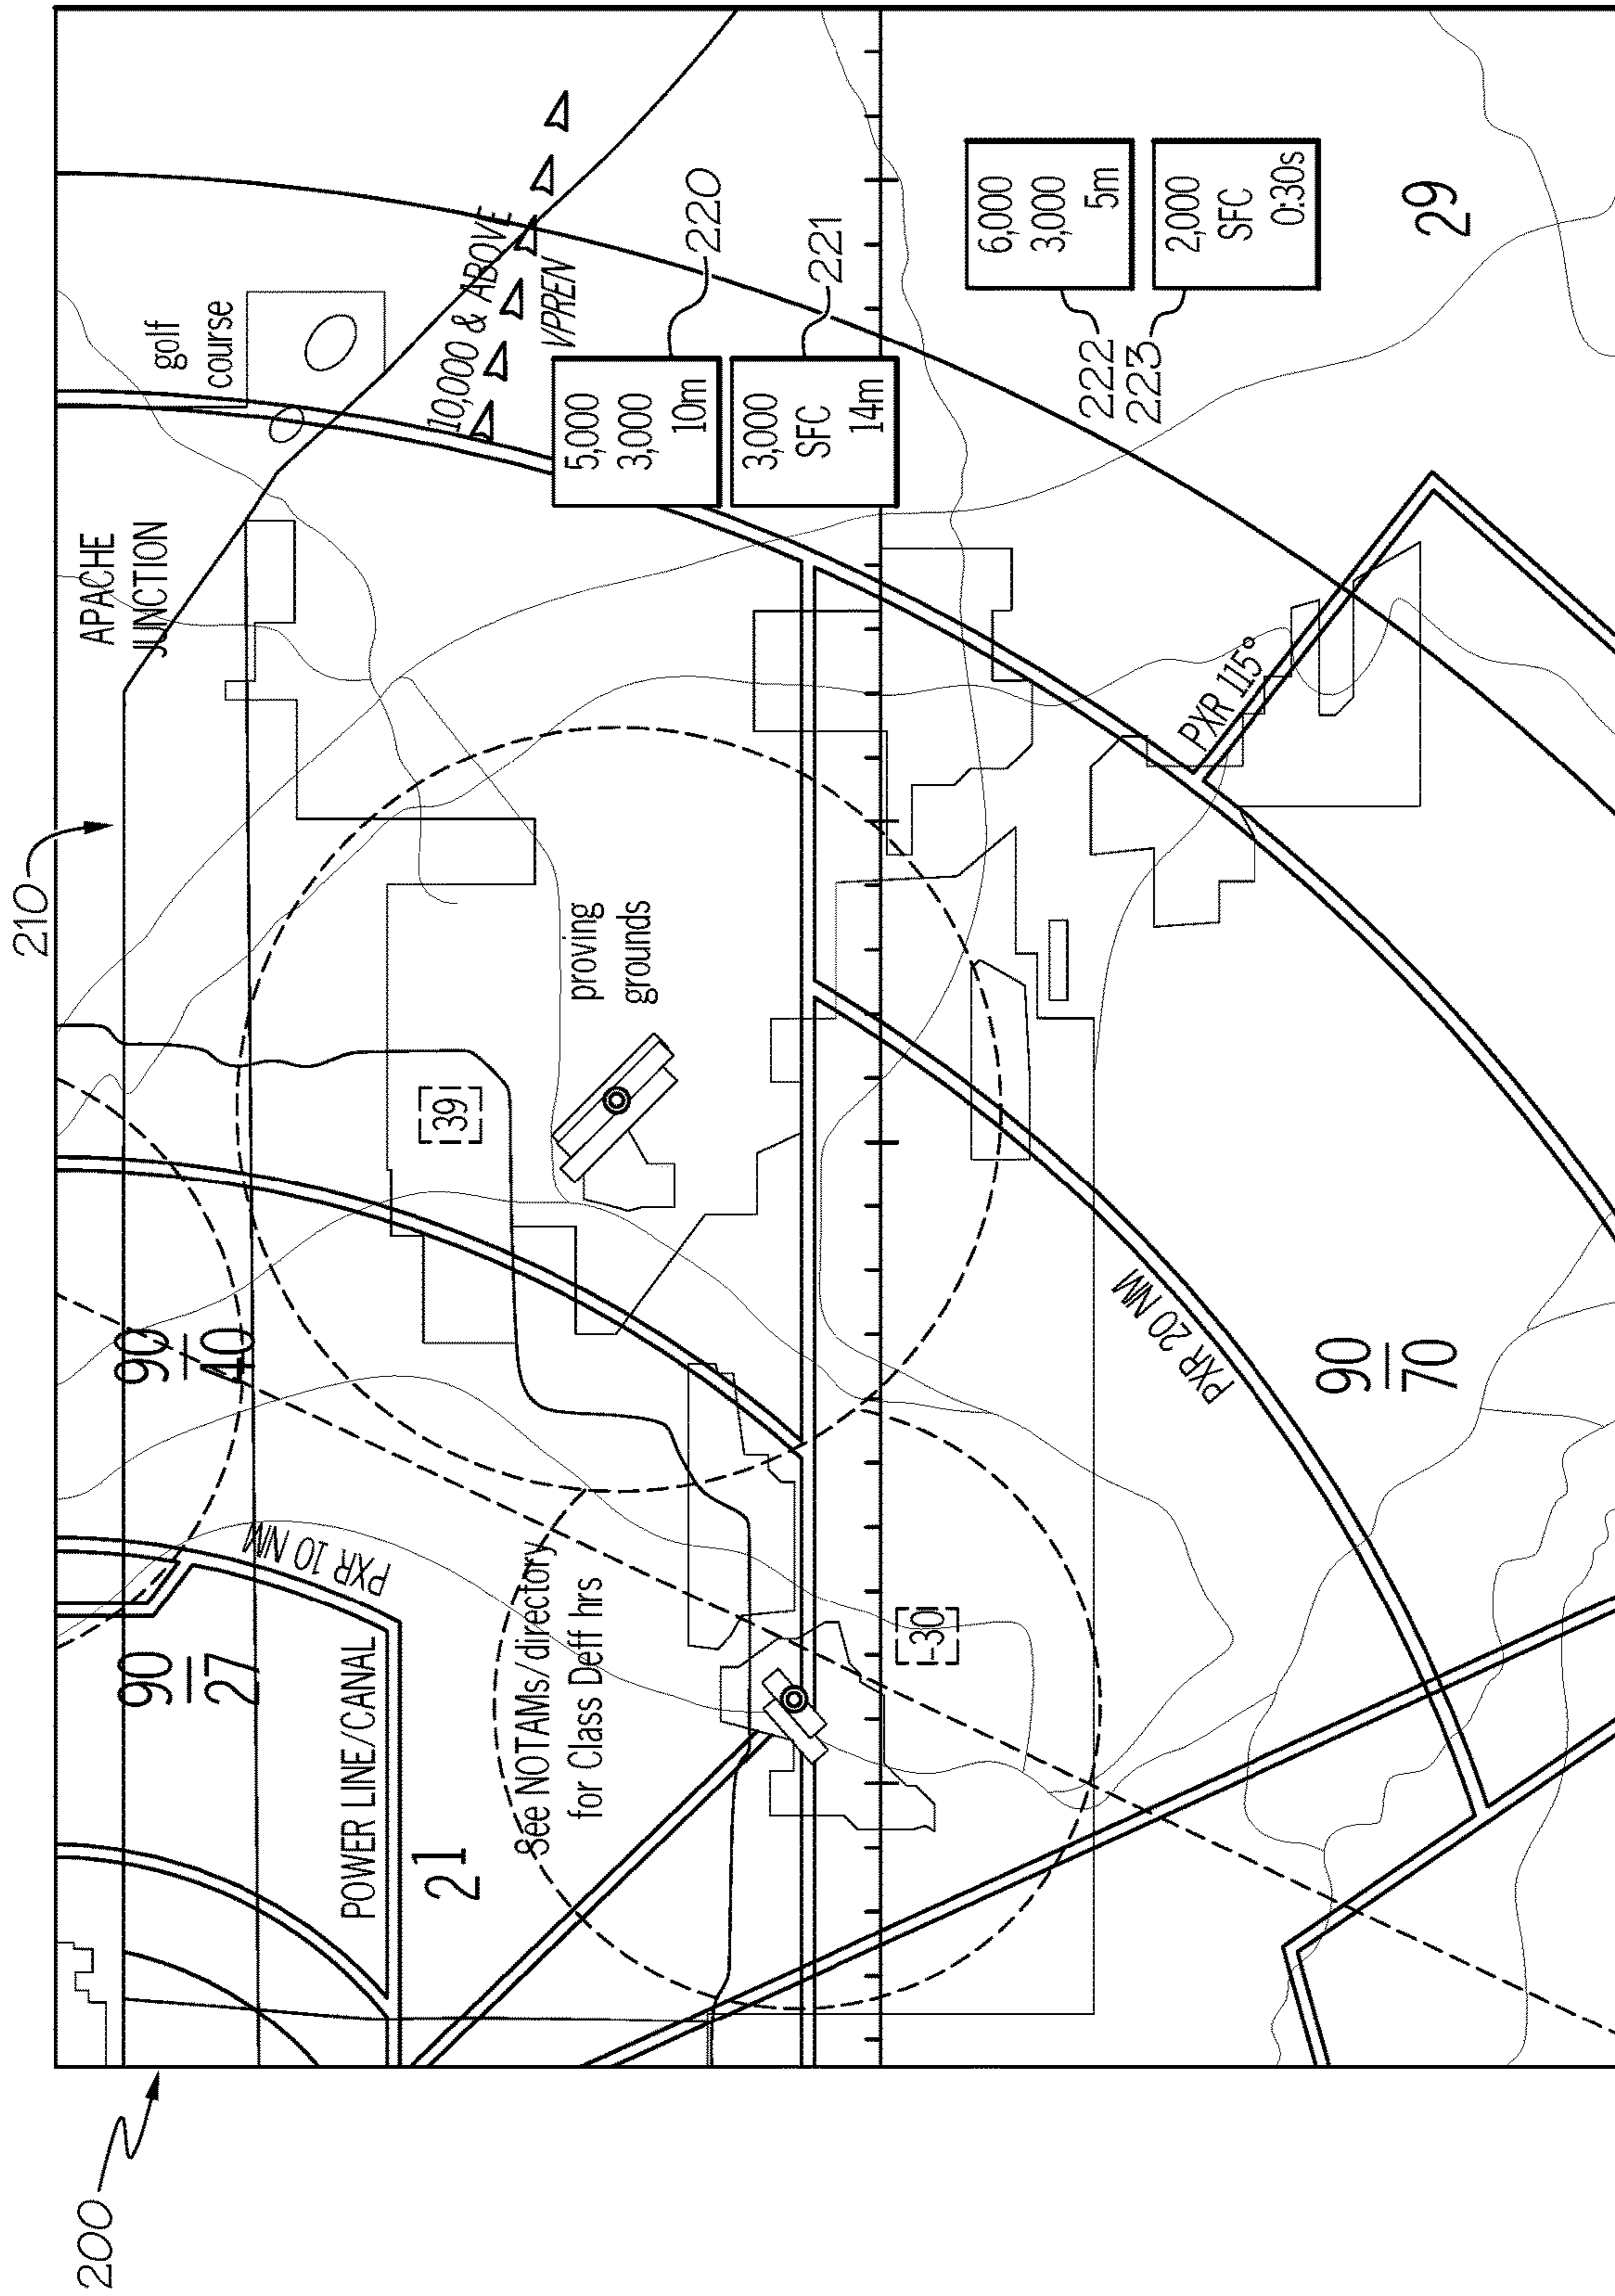 200
210
APACHE
JUNCTION
golf
course
10,000 & ABOVE
VPREN
90
40
90
27
PXR 10 NM
POWER LINE/CANAL
21
[39]
proving
grounds
See NOTAMs/directory
for Class Deff hrs
5,000
3,000
10m
220
3,000
SFC
14m
221
6,000
3,000
5m
222
2,000
SFC
0:30s
223
29
[-30]
PXR 115°
PXR 20 NM
90
70